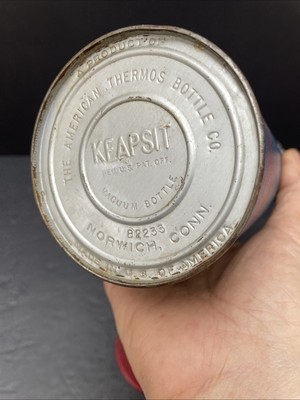 A PRODUCT OF
THE AMERICAN THERMOS BOTTLE CO.
KEAPSIT
REG. U.S. PAT. OFF.
VACUUM BOTTLE
82233
NORWICH, CONN.
U.S. OF AMERICA